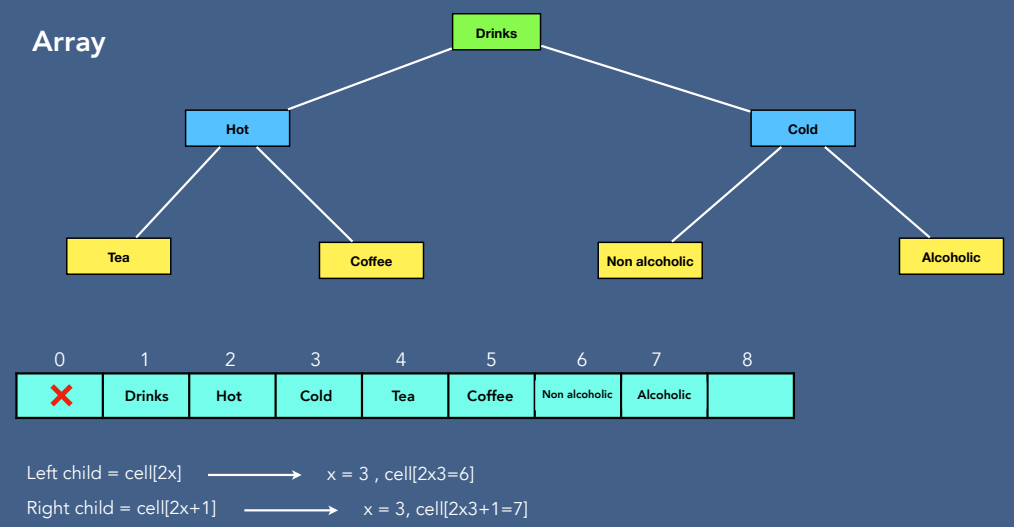 Array
Drinks
Hot
Cold
Tea
Coffee
Non alcoholic
Alcoholic
0 1 2 3 4 5 6 7 8
Drinks Hot Cold Tea Coffee Non alcoholic Alcoholic
Left child = cell[2x] x = 3 , cell[2x3=6]
Right child = cell[2x+1] x = 3, cell[2x3+1=7]